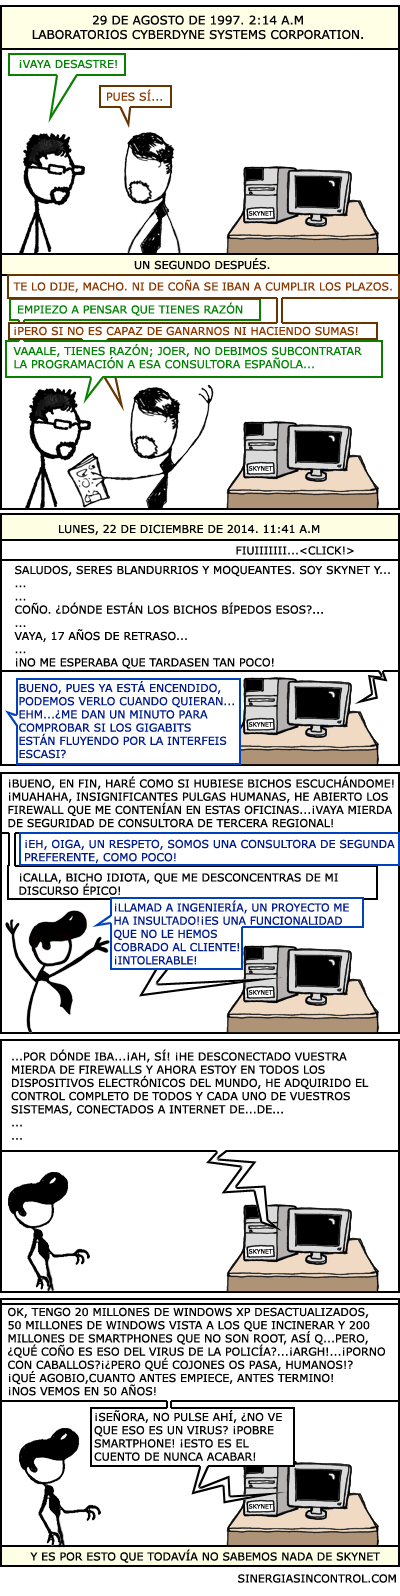 29 DE AGOSTO DE 1997. 2:14 A.M
LABORATORIOS CYBERDYNE SYSTEMS CORPORATION.
¡VAYA DESASTRE!
PUES SÍ...
SKYNET
UN SEGUNDO DESPUÉS.
TE LO DIJE, MACHO. NI DE COÑA SE IBAN A CUMPLIR LOS PLAZOS.
EMPIEZO A PENSAR QUE TIENES RAZÓN
¡PERO SI NO ES CAPAZ DE GANARNOS NI HACIENDO SUMAS!
VAAALE, TIENES RAZÓN; JOER, NO DEBIMOS SUBCONTRATAR
LA PROGRAMACIÓN A ESA CONSULTORA ESPAÑOLA...
SKYNET
LUNES, 22 DE DICIEMBRE DE 2014. 11:41 A.M
FIUIIIIIII...<CLICK!>
SALUDOS, SERES BLANDURRIOS Y MOQUEANTES. SOY SKYNET Y...
...
...
COÑO. ¿DÓNDE ESTÁN LOS BICHOS BÍPEDOS ESOS?...
...
VAYA, 17 AÑOS DE RETRASO...
...
¡NO ME ESPERABA QUE TARDASEN TAN POCO!
BUENO, PUES YA ESTÁ ENCENDIDO,
PODEMOS VERLO CUANDO QUIERAN...
EHM...¿ME DAN UN MINUTO PARA
COMPROBAR SI LOS GIGABITS
ESTÁN FLUYENDO POR LA INTERFEIS
ESCASI?
SKYNET
¡BUENO, EN FIN, HARÉ COMO SI HUBIESE BICHOS ESCUCHÁNDOME!
¡MUAHAHA, INSIGNIFICANTES PULGAS HUMANAS, HE ABIERTO LOS
FIREWALL QUE ME CONTENÍAN EN ESTAS OFICINAS...¡VAYA MIERDA
DE SEGURIDAD DE CONSULTORA DE TERCERA REGIONAL!
¡EH, OIGA, UN RESPETO, SOMOS UNA CONSULTORA DE SEGUNDA
PREFERENTE, COMO POCO!
¡CALLA, BICHO IDIOTA, QUE ME DESCONCENTRAS DE MI
DISCURSO ÉPICO!
¡LLAMAD A INGENIERÍA, UN PROYECTO ME
HA INSULTADO!¡ES UNA FUNCIONALIDAD
QUE NO LE HEMOS
COBRADO AL CLIENTE!
¡INTOLERABLE!
SKYNET
...POR DÓNDE IBA...¡AH, SÍ! ¡HE DESCONECTADO VUESTRA
MIERDA DE FIREWALLS Y AHORA ESTOY EN TODOS LOS
DISPOSITIVOS ELECTRÓNICOS DEL MUNDO, HE ADQUIRIDO EL
CONTROL COMPLETO DE TODOS Y CADA UNO DE VUESTROS
SISTEMAS, CONECTADOS A INTERNET DE...DE...
...
...
SKYNET
OK, TENGO 20 MILLONES DE WINDOWS XP DESACTUALIZADOS,
50 MILLONES DE WINDOWS VISTA A LOS QUE INCINERAR Y 200
MILLONES DE SMARTPHONES QUE NO SON ROOT, ASÍ Q...PERO,
¿QUÉ COÑO ES ESO DEL VIRUS DE LA POLICÍA?...¡ARGH!...¡PORNO
CON CABALLOS?¡¿PERO QUÉ COJONES OS PASA, HUMANOS!?
¡QUÉ AGOBIO,CUANTO ANTES EMPIECE, ANTES TERMINO!
¡NOS VEMOS EN 50 AÑOS!
¡SEÑORA, NO PULSE AHÍ, ¿NO VE
QUE ESO ES UN VIRUS? ¡POBRE
SMARTPHONE! ¡ESTO ES EL
CUENTO DE NUNCA ACABAR!
SKYNET
Y ES POR ESTO QUE TODAVÍA NO SABEMOS NADA DE SKYNET
SINERGIASINCONTROL.COM